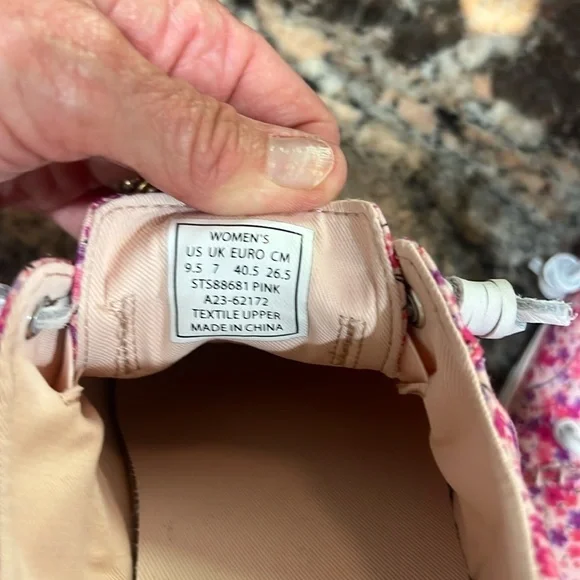 WOMEN'S
US UK EURO CM
9.5 7 40.5 26.5
STS88681 PINK
A23-62172
TEXTILE UPPER
MADE IN CHINA